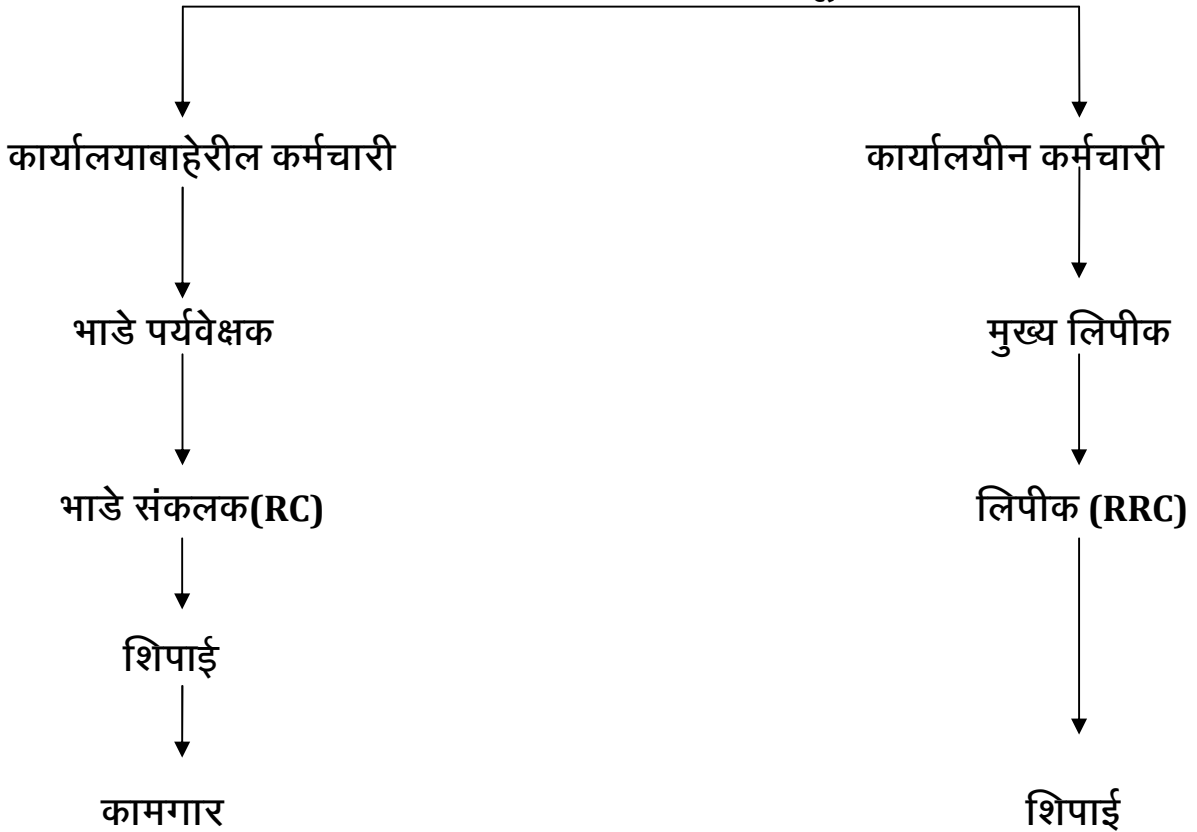 कार्यालयाबाहेरील कर्मचारी
कार्यालयीन कर्मचारी
भाडे पर्यवेक्षक
मुख्य लिपीक
भाडे संकलक(RC)
लिपीक (RRC)
शिपाई
कामगार
शिपाई